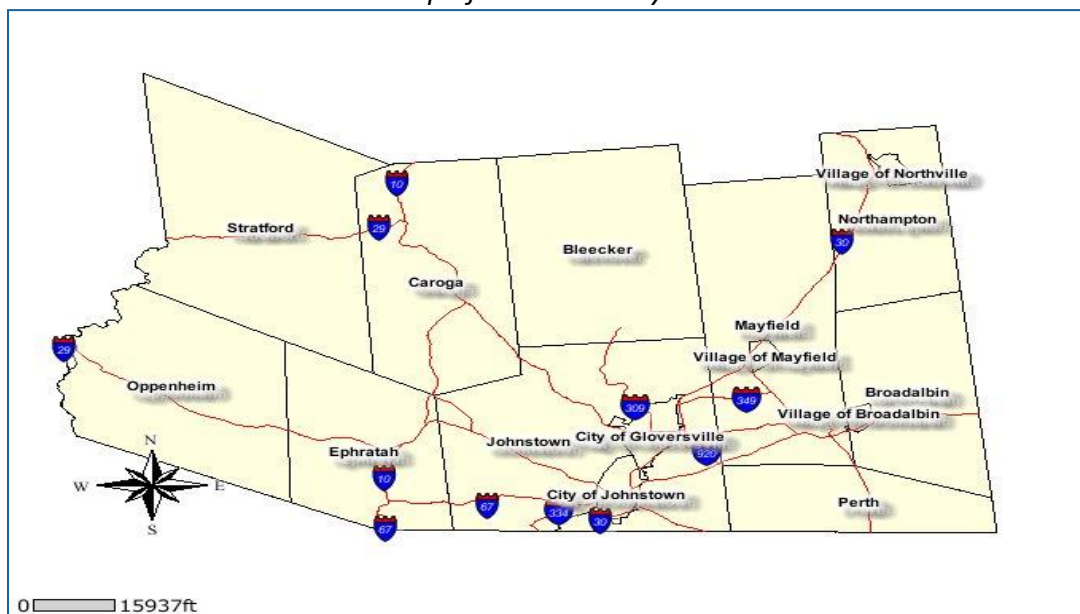 10
Village of Northville
29
Stratford
Northampton
30
Bleecker
Caroga
Mayfield
29
Village of Mayfield
Oppenheim
349
Broadalbin
309
Village of Broadalbin
Johnstown
City of Gloversville
N
Ephratah
920
W
E
10
City of Johnstown
67
334
30
Perth
S
67
0
15937ft